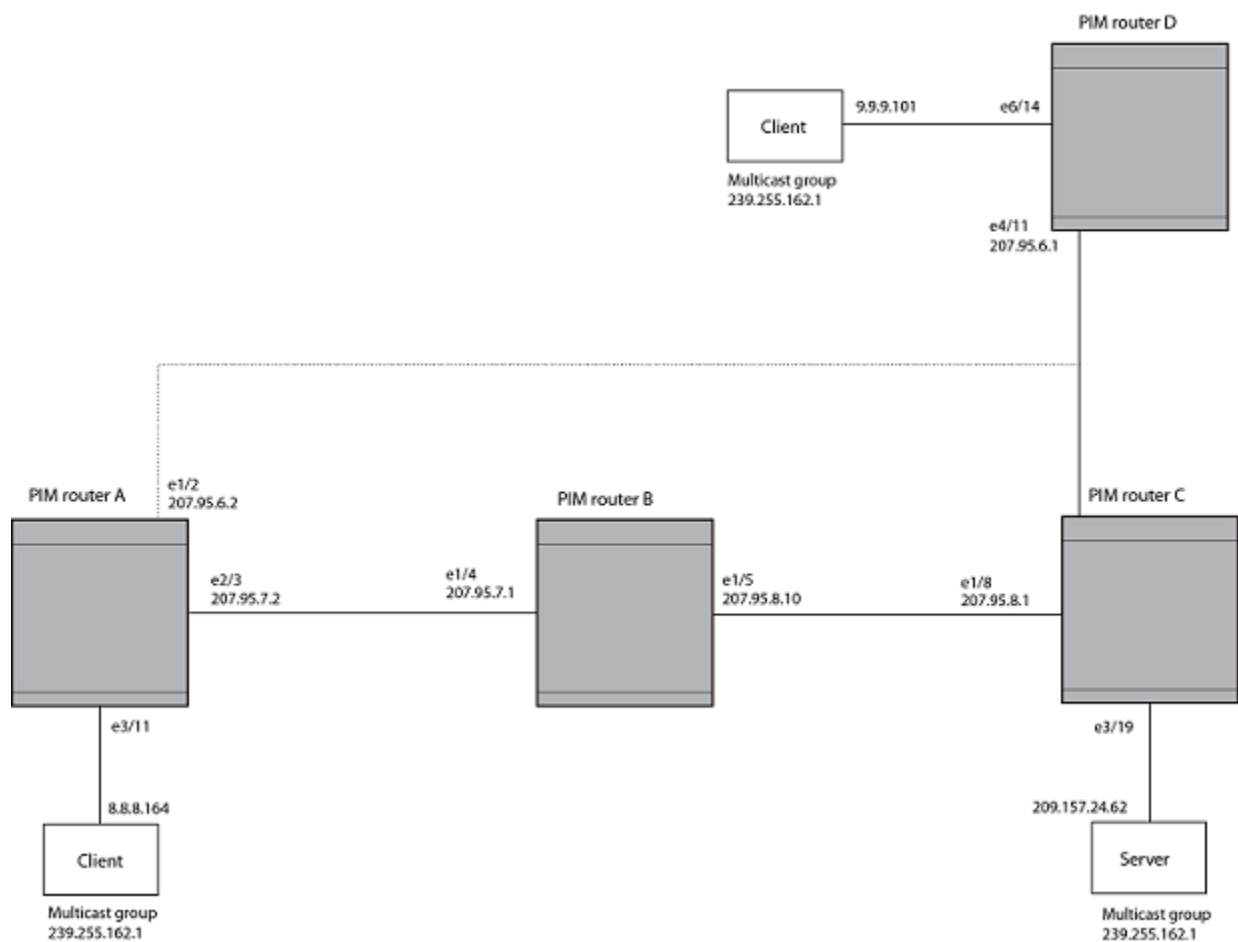 PIM router D
9.9.9.101
e6/14
Client
Multicast group
239.255.162.1
e4/11
207.95.6.1
PIM router A
e1/2
207.95.6.2
PIM router B
PIM router C
e2/3
207.95.7.2
e1/4
207.95.7.1
e1/5
207.95.8.10
e1/8
207.95.8.1
e3/11
e3/19
8.8.8.164
209.157.24.62
Client
Server
Multicast group
239.255.162.1
Multicast group
239.255.162.1